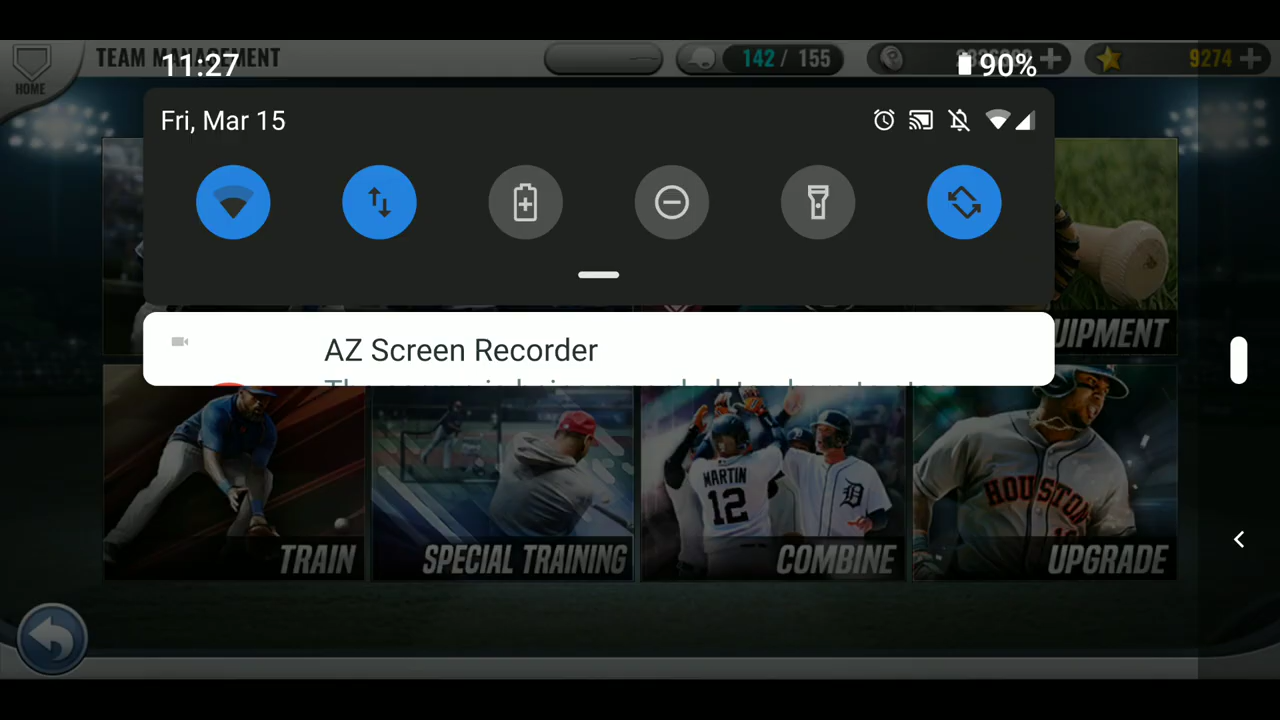 TEAM MANAGEMENT
11:27
142 / 155
90%
9274
HOME
Fri, Mar 15
UIPMENT
AZ Screen Recorder
MARTIN
12
HOUSTON
TRAIN
SPECIAL TRAINING
COMBINE
UPGRADE